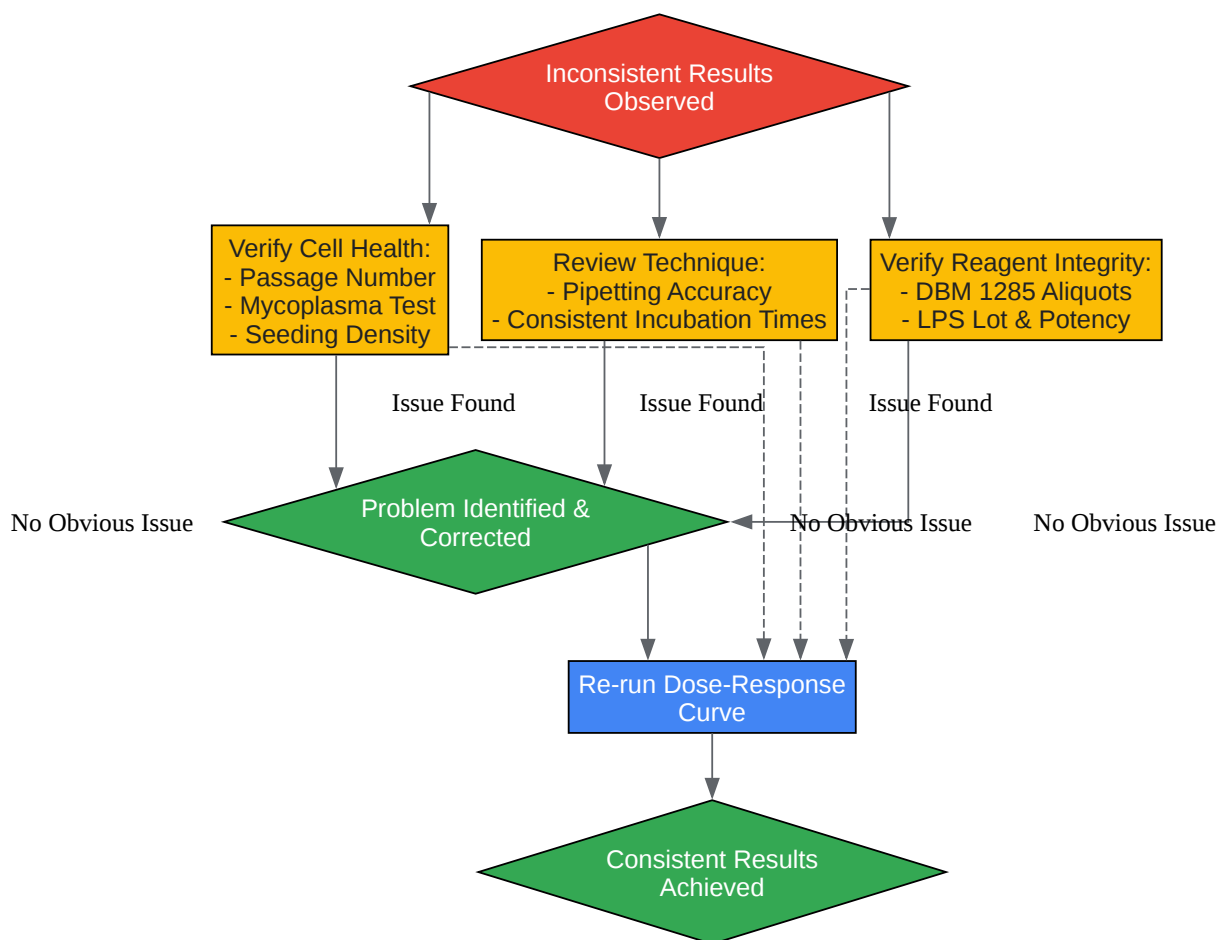 Inconsistent Results
Observed
Verify Cell Health:
- Passage Number
- Mycoplasma Test
- Seeding Density
Review Technique:
- Pipetting Accuracy
- Consistent Incubation Times
Verify Reagent Integrity:
- DBM 1285 Aliquots
- LPS Lot & Potency
Issue Found
Issue Found
Issue Found
No Obvious Issue
Problem Identified &
Corrected
No Obvious Issue
No Obvious Issue
Re-run Dose-Response
Curve
Consistent Results
Achieved